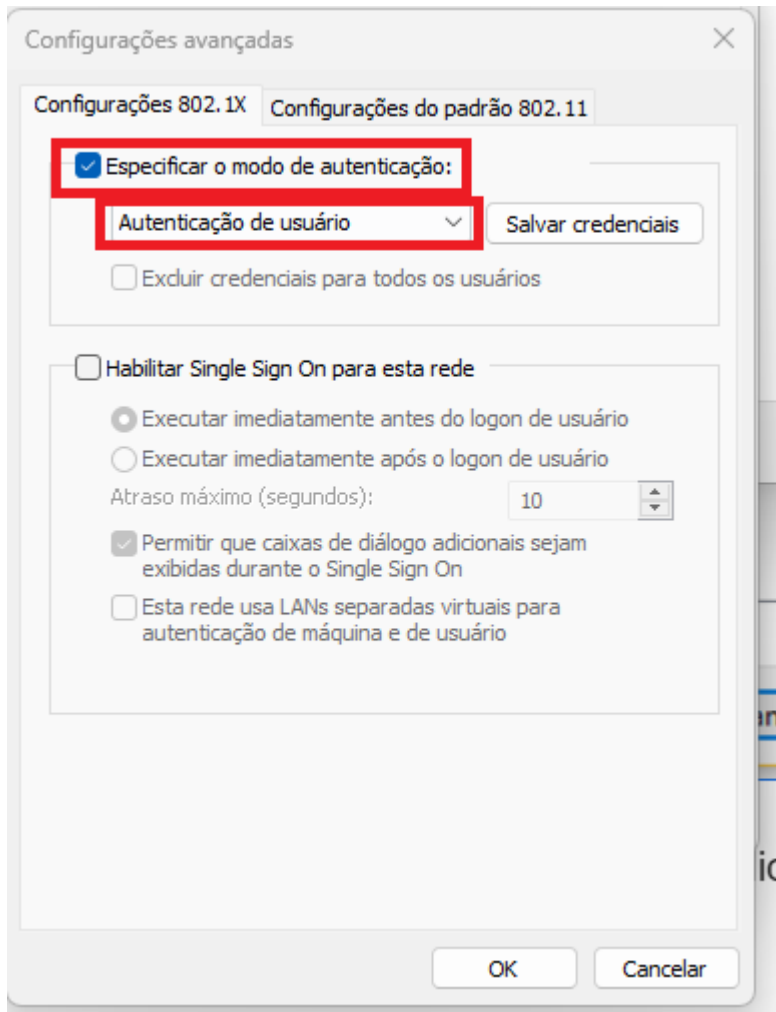 Configurações avançadas
Configurações 802.1X
Configurações do padrão 802.11
Especificar o modo de autenticação:
Autenticação de usuário
Salvar credenciais
Excluir credenciais para todos os usuários
Habilitar Single Sign On para esta rede
Executar imediatamente antes do logon de usuário
Executar imediatamente após o logon de usuário
Atraso máximo (segundos):
10
Permitir que caixas de diálogo adicionais sejam
exibidas durante o Single Sign On
Esta rede usa LANs separadas virtuais para
autenticação de máquina e de usuário
OK
Cancelar